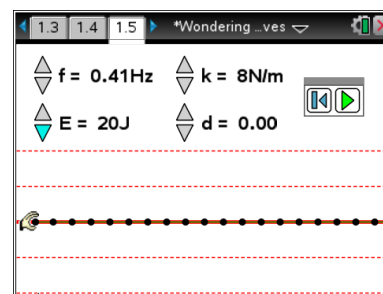 1.3 1.4 1.5 *Wondering ...ves
f = 0.41Hz k = 8N/m
E = 20J d = 0.00